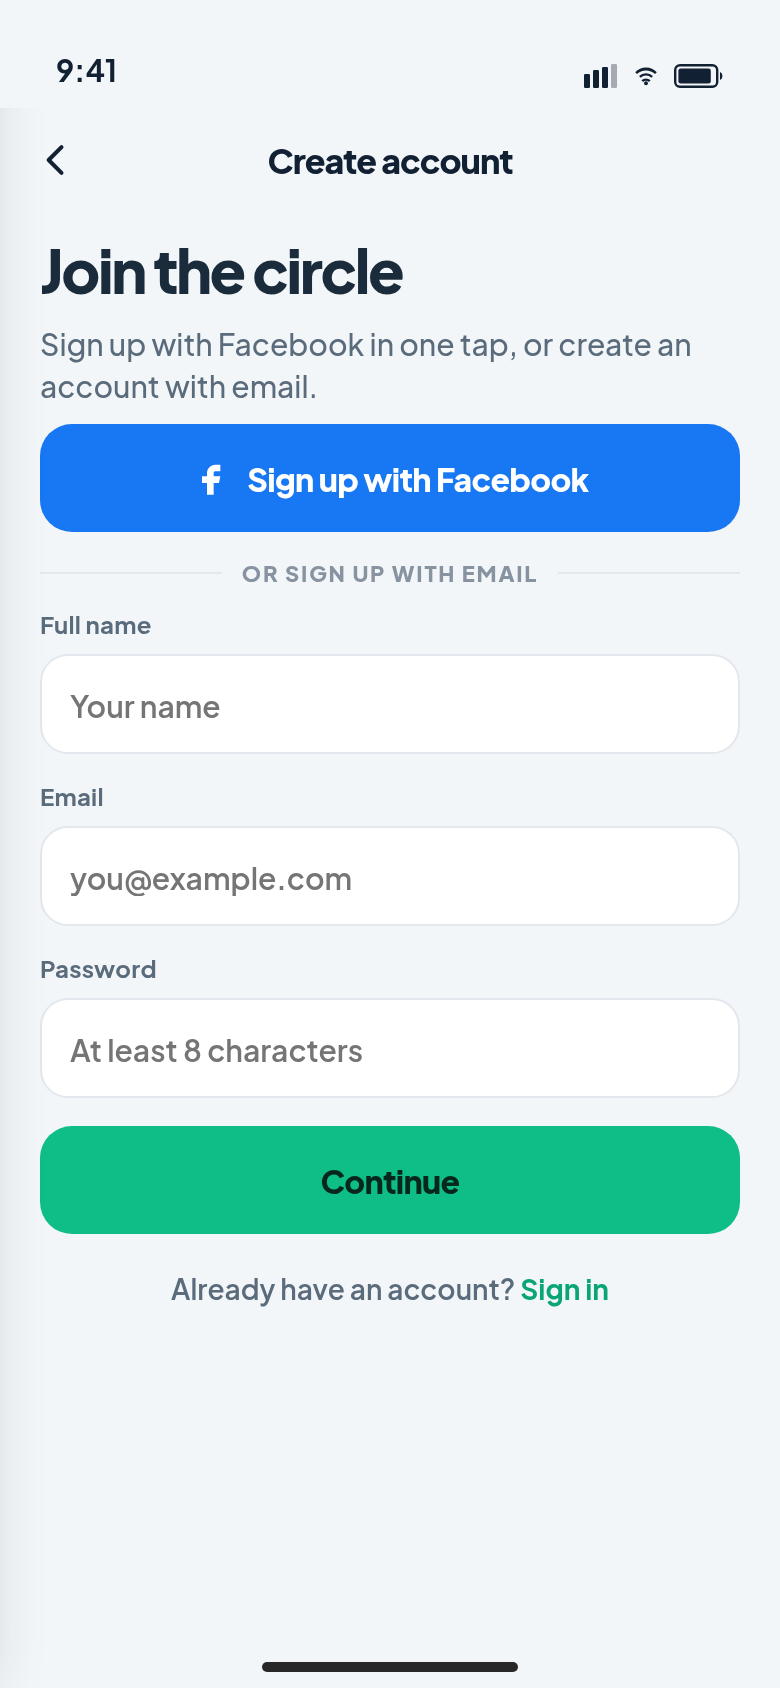 9:41
Create account
Join the circle
Sign up with Facebook in one tap, or create an
account with email.
Sign up with Facebook
OR SIGN UP WITH EMAIL
Full name
Your name
Email
you@example.com
Password
At least 8 characters
Continue
Already have an account? Sign in